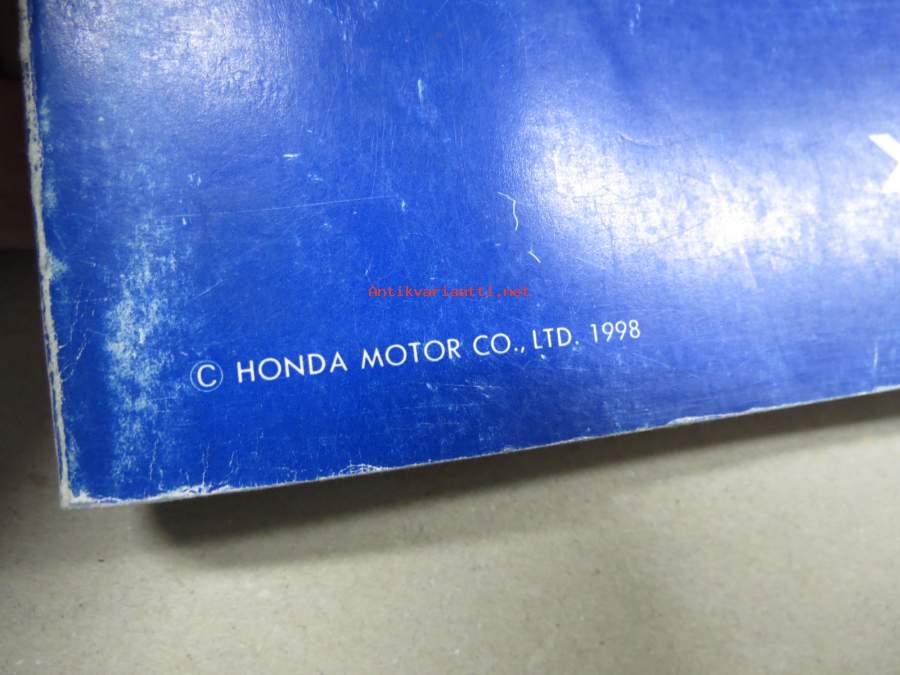 Antikvariaatti.net
© HONDA MOTOR CO., LTD. 1998